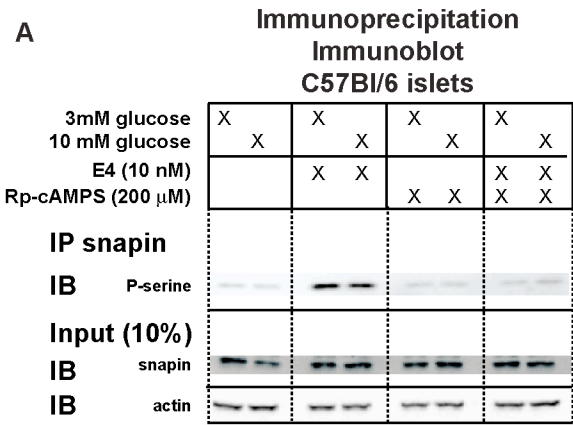 A
Immunoprecipitation
Immunoblot
C57Bl/6 islets
3mM glucose X X X X
10 mM glucose X X X X
E4 (10 nM) X X X X
Rp-cAMPS (200 μM) X X X X
IP snapin
IB P-serine
Input (10%)
IB snapin
IB actin